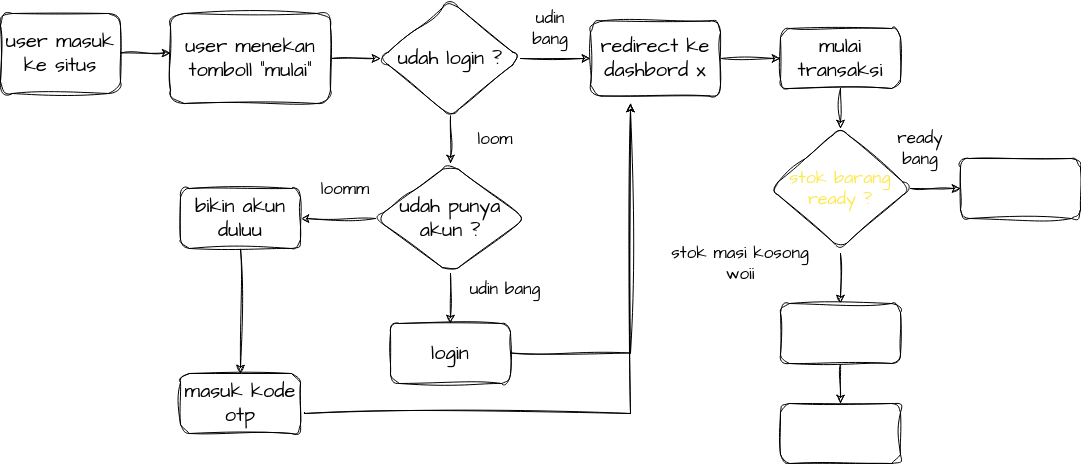 user masuk
ke situs
user menekan
tomboll "mulai"
udah login ?
udin
bang
redirect ke
dashbord x
mulai
transaksi
loom
ready
bang
stok barang
ready ?
loomm
udah punya
akun ?
bikin akun
duluu
stok masi kosong
woii
udin bang
login
masuk kode
otp